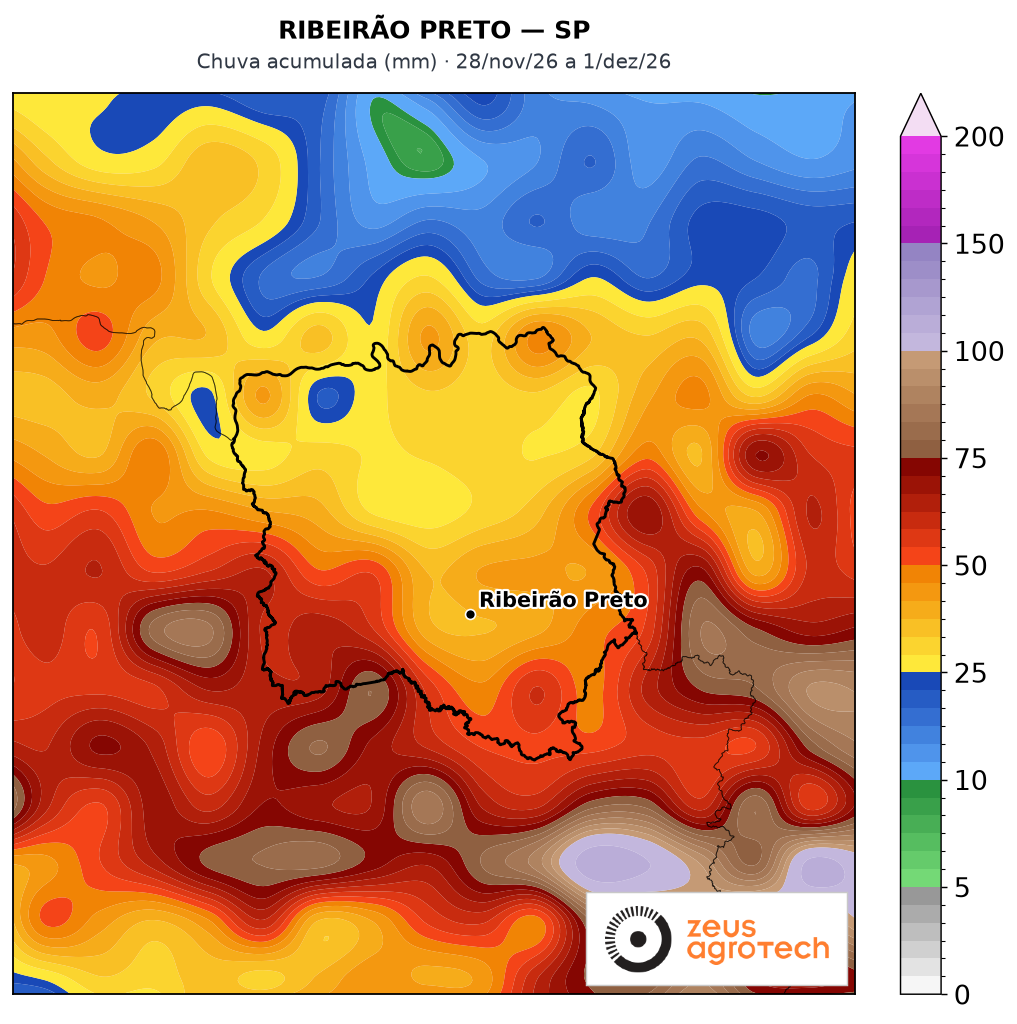 RIBEIRÃO PRETO — SP
Chuva acumulada (mm) · 28/nov/26 a 1/dez/26
200
150
100
75
50
25
10
5
0
Ribeirão Preto
zeus
agrotech